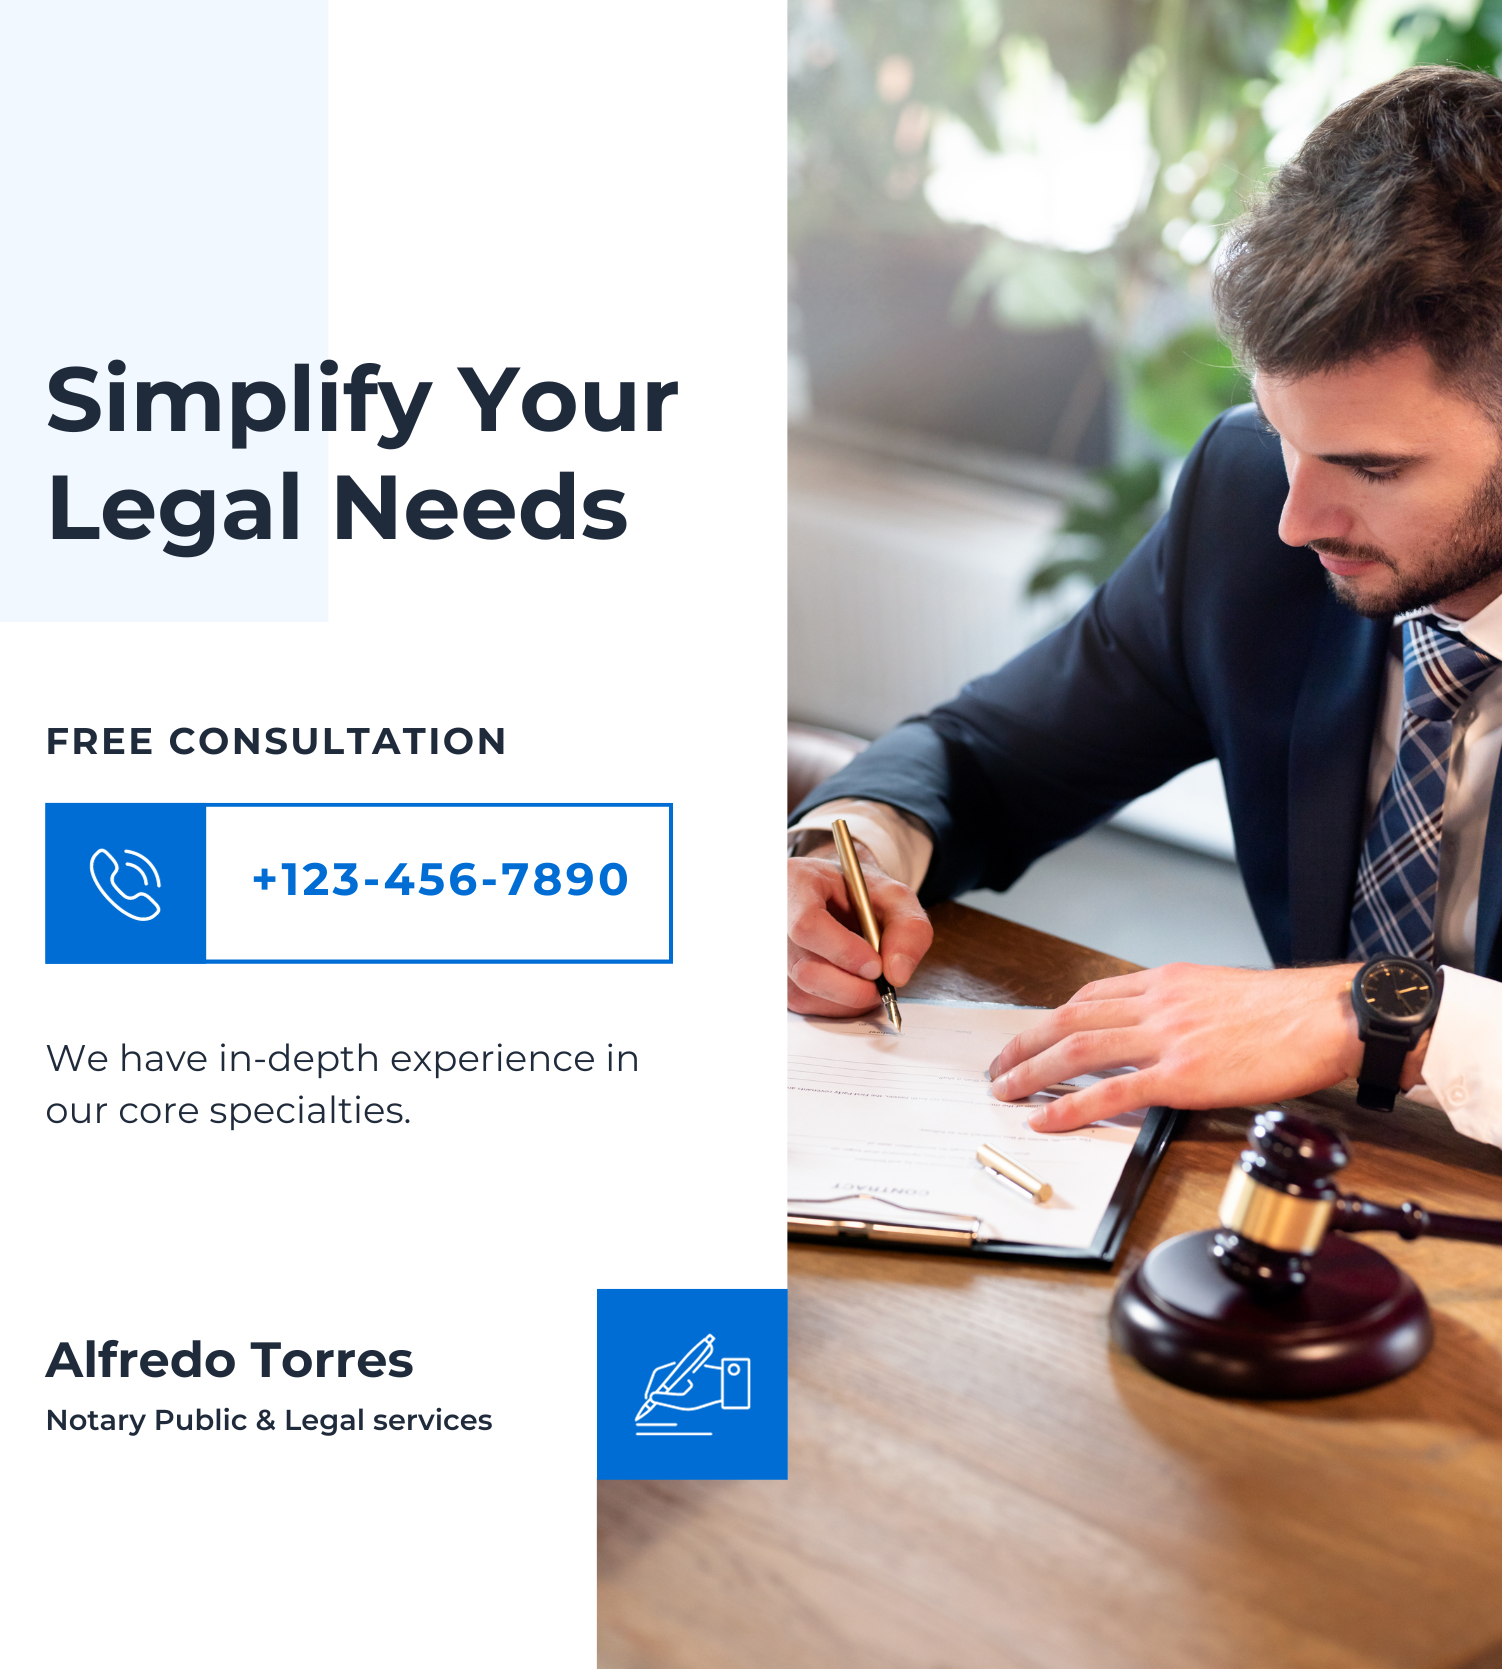 Simplify Your
Legal Needs
FREE CONSULTATION
+123-456-7890
We have in-depth experience in
our core specialties.
Alfredo Torres
Notary Public & Legal services
CONTRACT